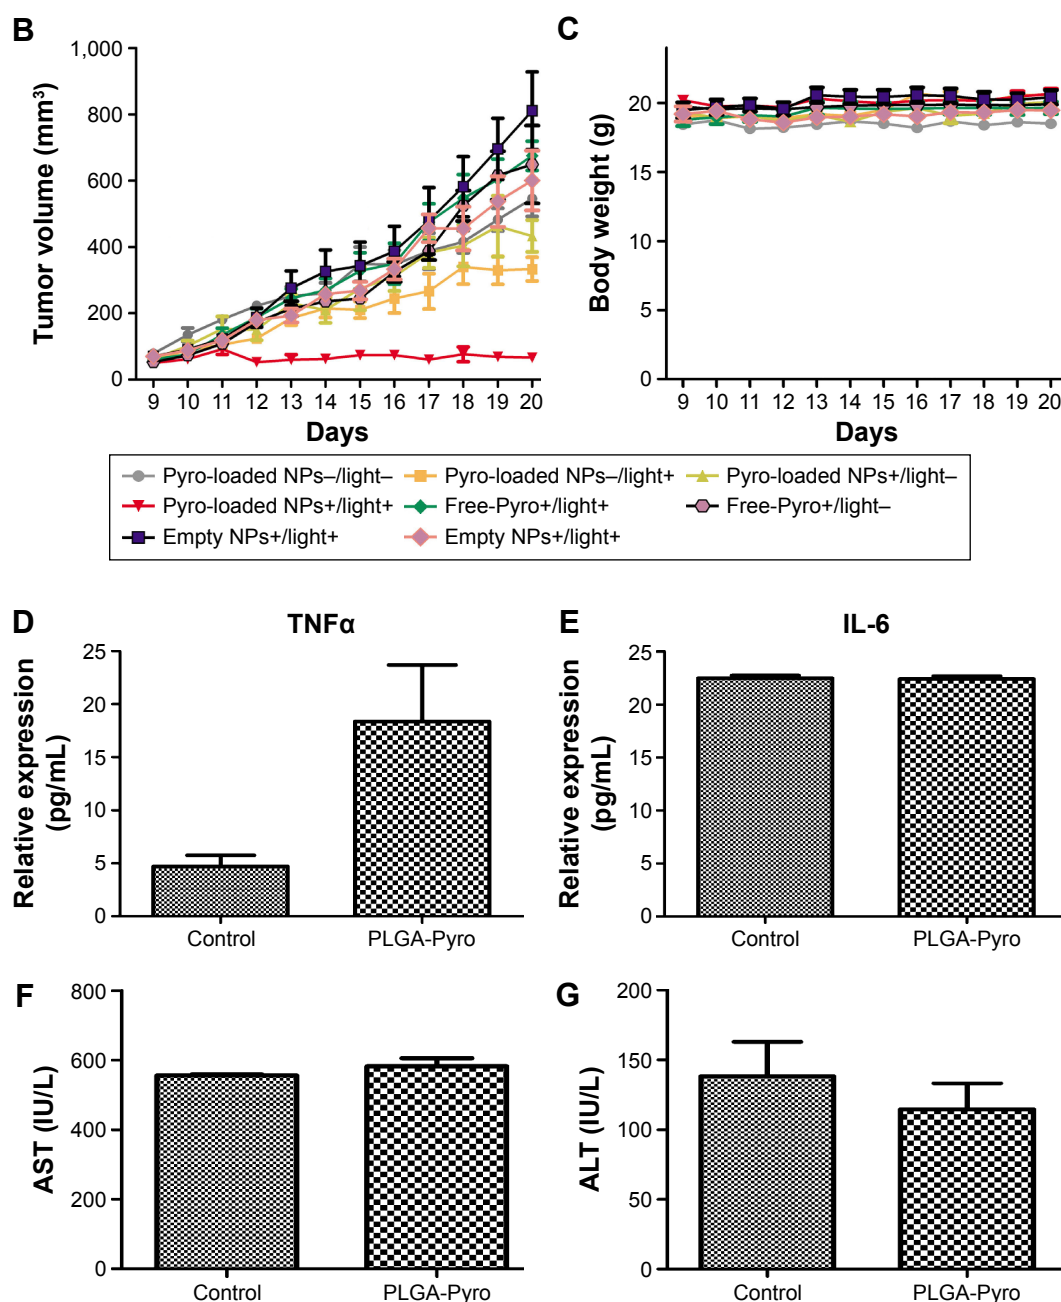 B
Tumor volume (mm³)
1,000
800
600
400
200
0
9 10 11 12 13 14 15 16 17 18 19 20
Days
C
Body weight (g)
20
15
10
5
0
9 10 11 12 13 14 15 16 17 18 19 20
Days
Pyro-loaded NPs–/light– Pyro-loaded NPs–/light+ Pyro-loaded NPs+/light–
Pyro-loaded NPs+/light+ Free-Pyro+/light+ Free-Pyro+/light–
Empty NPs+/light+ Empty NPs+/light+
D
TNFα
Relative expression
(pg/mL)
25
20
15
10
5
0
Control PLGA-Pyro
E
IL-6
Relative expression
(pg/mL)
25
20
15
10
5
0
Control PLGA-Pyro
F
AST (IU/L)
800
600
400
200
0
Control PLGA-Pyro
G
ALT (IU/L)
200
150
100
50
0
Control PLGA-Pyro